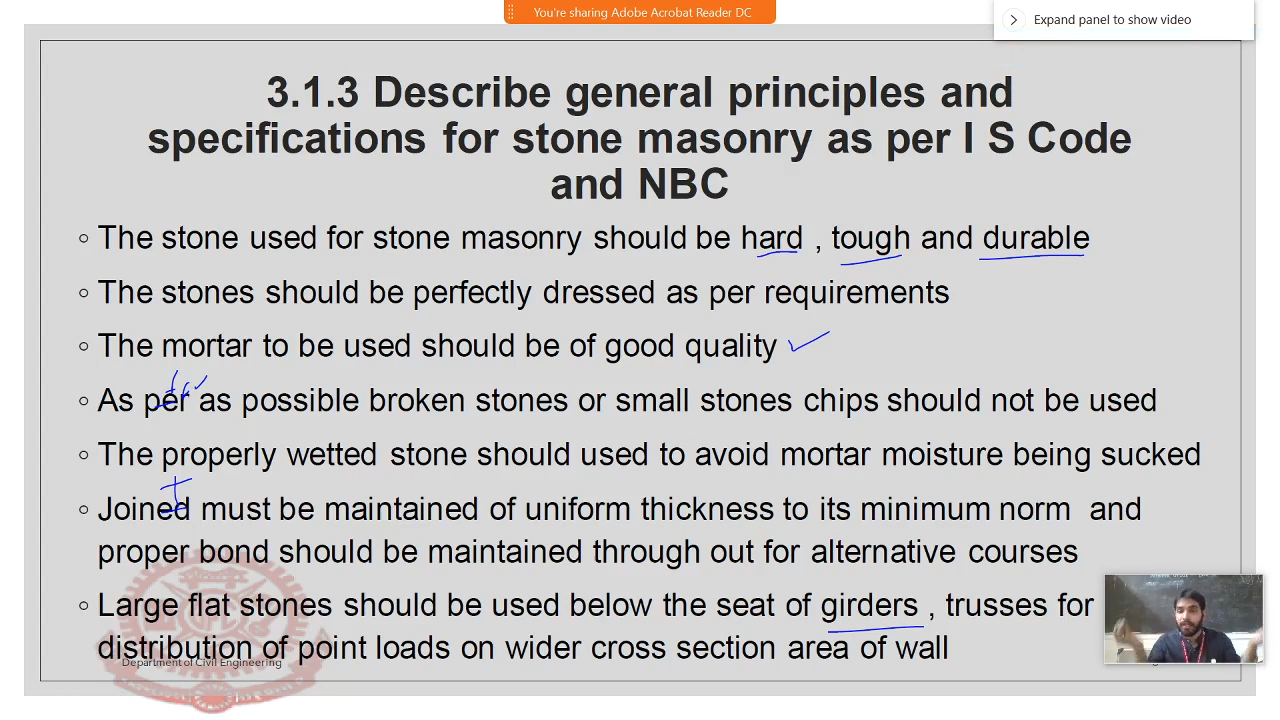 You're sharing Adobe Acrobat Reader DC
Expand panel to show video
3.1.3 Describe general principles and
specifications for stone masonry as per I S Code
and NBC
◦ The stone used for stone masonry should be hard , tough and durable
◦ The stones should be perfectly dressed as per requirements
◦ The mortar to be used should be of good quality
◦ As per as possible broken stones or small stones chips should not be used
◦ The properly wetted stone should used to avoid mortar moisture being sucked
◦ Joined must be maintained of uniform thickness to its minimum norm and
proper bond should be maintained through out for alternative courses
◦ Large flat stones should be used below the seat of girders , trusses for
distribution of point loads on wider cross section area of wall
Department of Civil Engineering